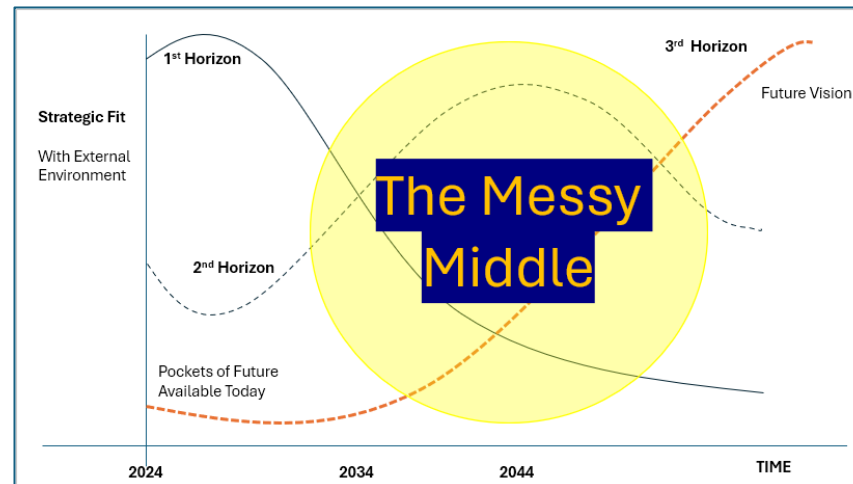 1st Horizon
3rd Horizon
Future Vision
Strategic Fit
With External
Environment
The Messy
Middle
2nd Horizon
Pockets of Future
Available Today
2024
2034
2044
TIME